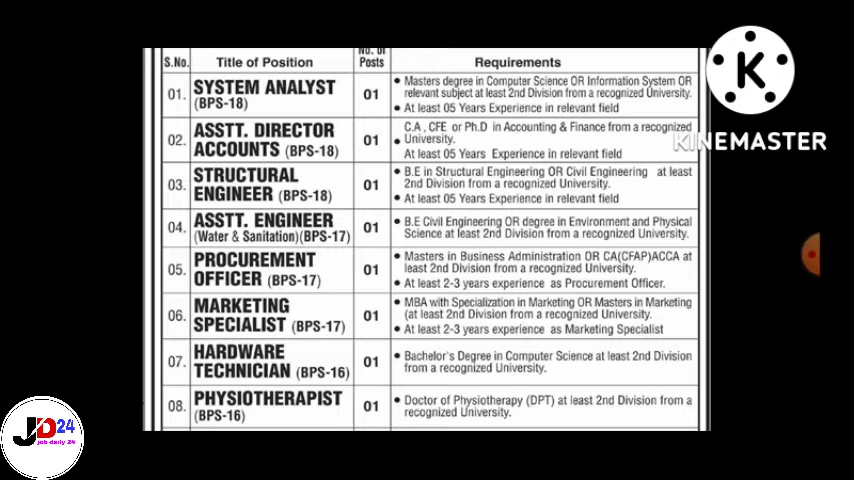 S.No. Title of Position No. of Posts Requirements
01. SYSTEM ANALYST (BPS-18) 01
• Masters degree in Computer Science OR Information System OR
relevant subject at least 2nd Division from a recognized University.
• At least 05 Years Experience in relevant field
02. ASSTT. DIRECTOR ACCOUNTS (BPS-18) 01
C.A , CFE or Ph.D in Accounting & Finance from a recognized
• University.
At least 05 Years Experience in relevant field
03. STRUCTURAL ENGINEER (BPS-18) 01
• B.E in Structural Engineering OR Civil Engineering at least
2nd Division from a recognized University.
• At least 05 Years Experience in relevant field
04. ASSTT. ENGINEER (Water & Sanitation)(BPS-17) 01
• B.E Civil Engineering OR degree in Environment and Physical
Science at least 2nd Division from a recognized University.
05. PROCUREMENT OFFICER (BPS-17) 01
• Masters in Business Administration OR CA(CFAP)ACCA at
least 2nd Division from a recognized University.
• At least 2-3 years experience as Procurement Officer.
06. MARKETING SPECIALIST (BPS-17) 01
• MBA with Specialization in Marketing OR Masters in Marketing
(at least 2nd Division from a recognized University.
• At least 2-3 years experience as Marketing Specialist
07. HARDWARE TECHNICIAN (BPS-16) 01
• Bachelor's Degree in Computer Science at least 2nd Division
from a recognized University.
08. PHYSIOTHERAPIST (BPS-16) 01
• Doctor of Physiotherapy (DPT) at least 2nd Division from a
recognized University.
K
KINEMASTER
JD24
job daily 24